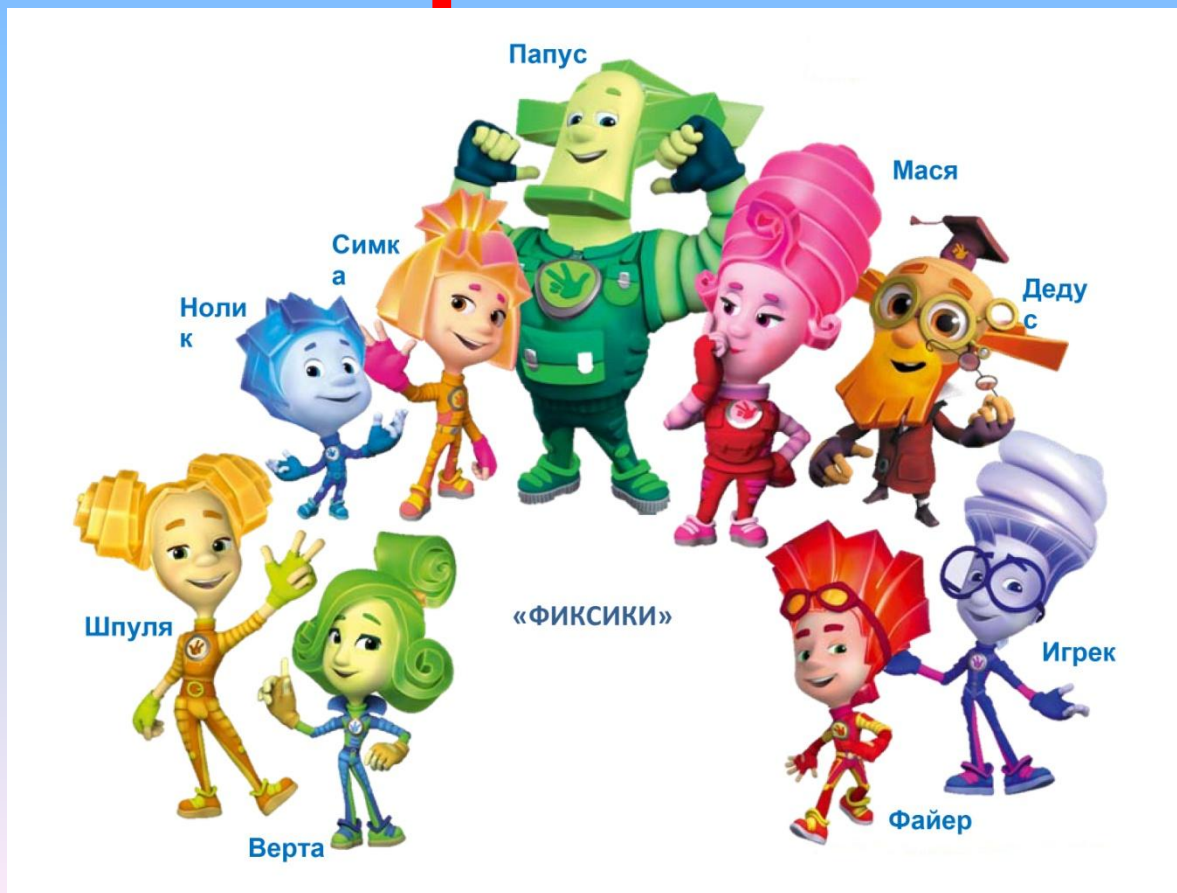 Папус
Мася
Симк
а
Деду
с
Ноли
к
«ФИКСИКИ»
Шпуля
Игрек
Файер
Верта